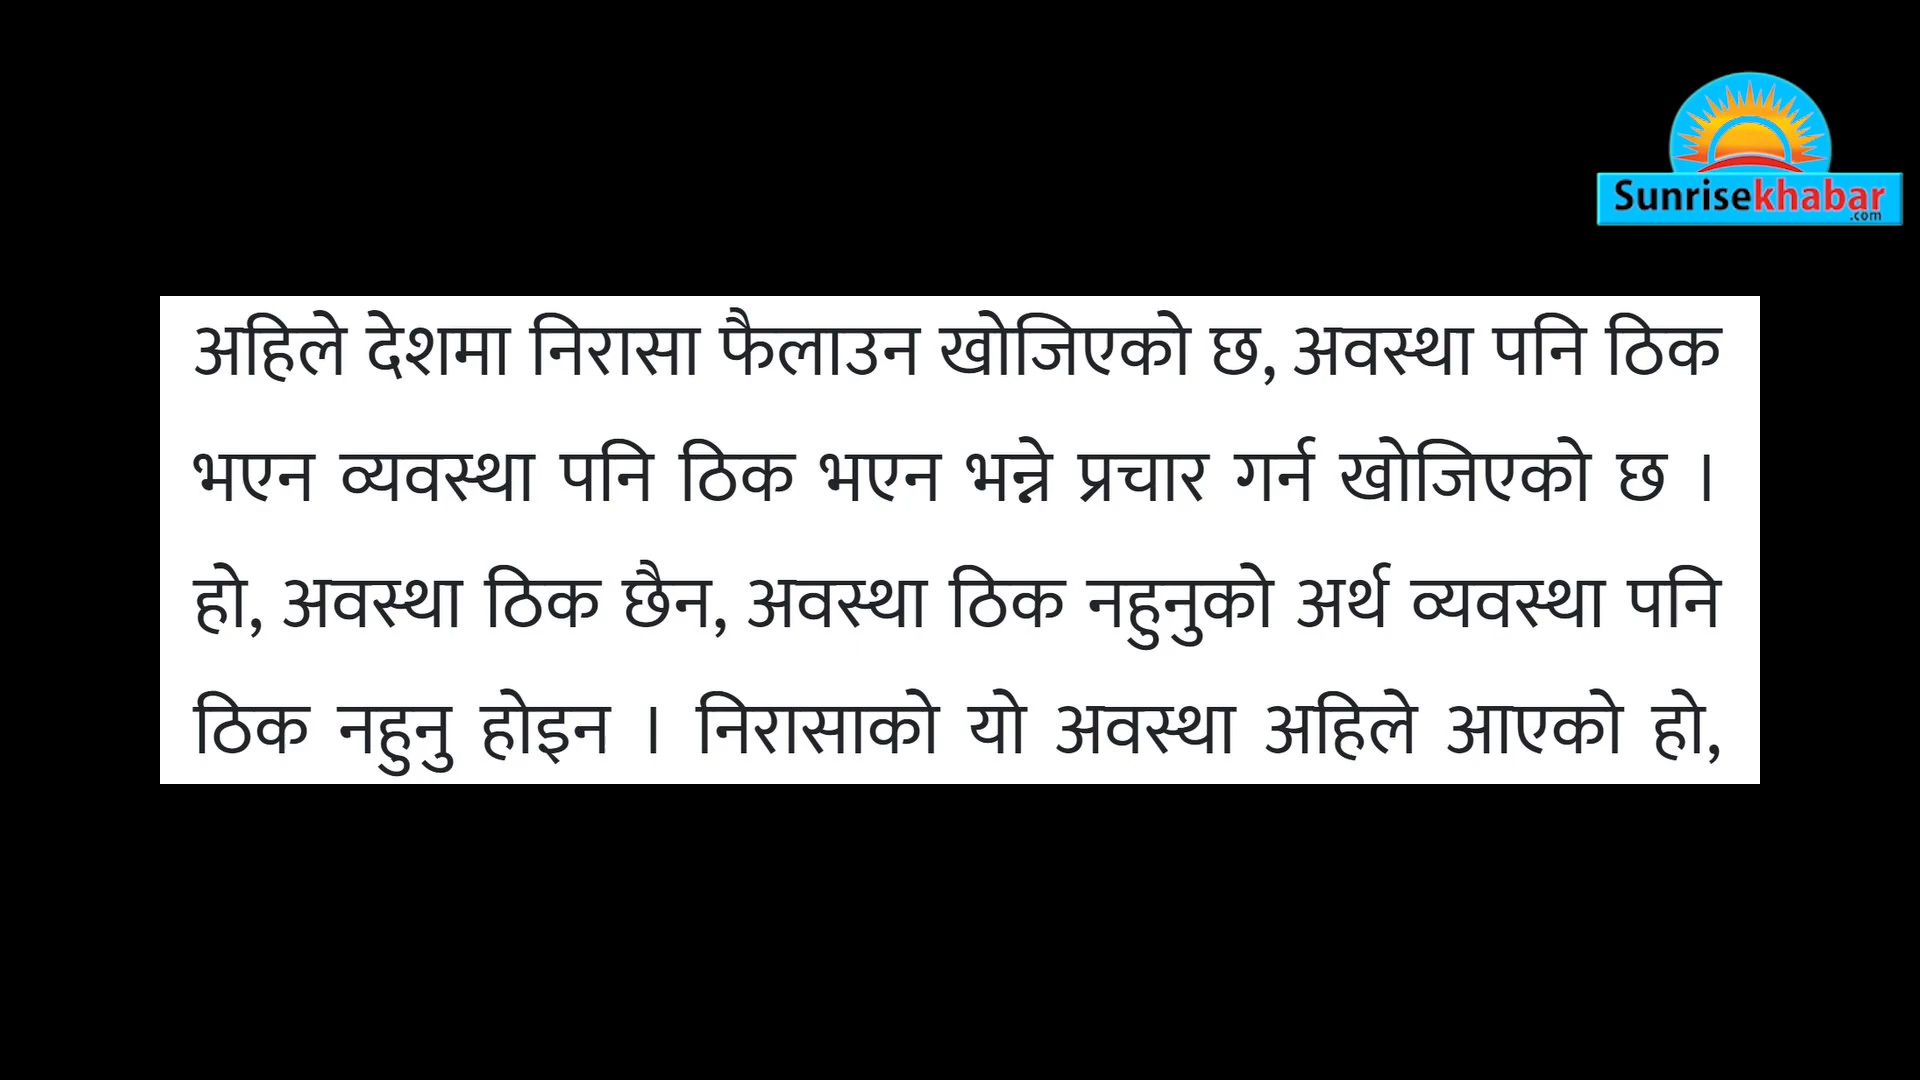 Sunrisekhabar
.com
अहिले देशमा निरासा फैलाउन खोजिएको छ, अवस्था पनि ठिक
भएन व्यवस्था पनि ठिक भएन भन्ने प्रचार गर्न खोजिएको छ ।
हो, अवस्था ठिक छैन, अवस्था ठिक नहुनुको अर्थ व्यवस्था पनि
ठिक नहुनु होइन । निरासाको यो अवस्था अहिले आएको हो,